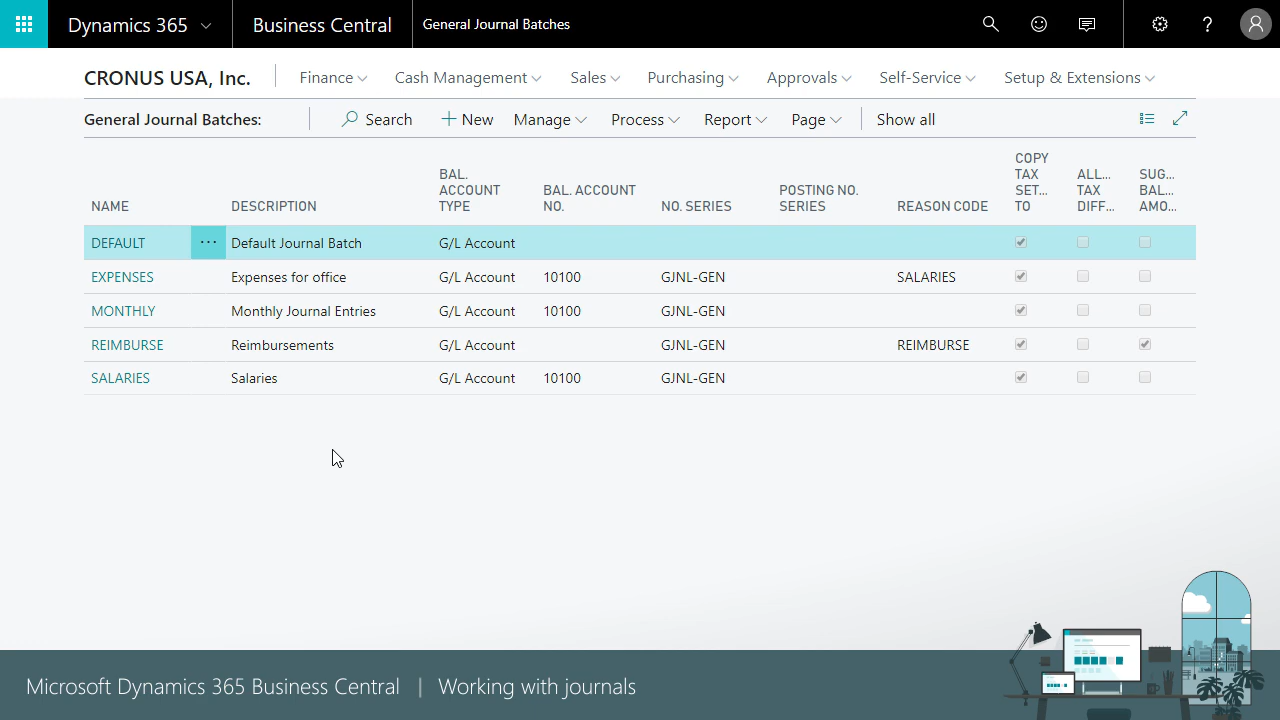 Dynamics 365 Business Central General Journal Batches ?
CRONUS USA, Inc. Finance Cash Management Sales Purchasing Approvals Self-Service Setup & Extensions
General Journal Batches: Search + New Manage Process Report Page Show all
NAME DESCRIPTION BAL. ACCOUNT TYPE BAL. ACCOUNT NO. NO. SERIES POSTING NO. SERIES REASON CODE COPY TAX SET... TO ALL... TAX DIFF... SUG... BAL... AMO...
DEFAULT ... Default Journal Batch G/L Account
EXPENSES Expenses for office G/L Account 10100 GJNL-GEN SALARIES
MONTHLY Monthly Journal Entries G/L Account 10100 GJNL-GEN
REIMBURSE Reimbursements G/L Account GJNL-GEN REIMBURSE
SALARIES Salaries G/L Account 10100 GJNL-GEN
Microsoft Dynamics 365 Business Central | Working with journals